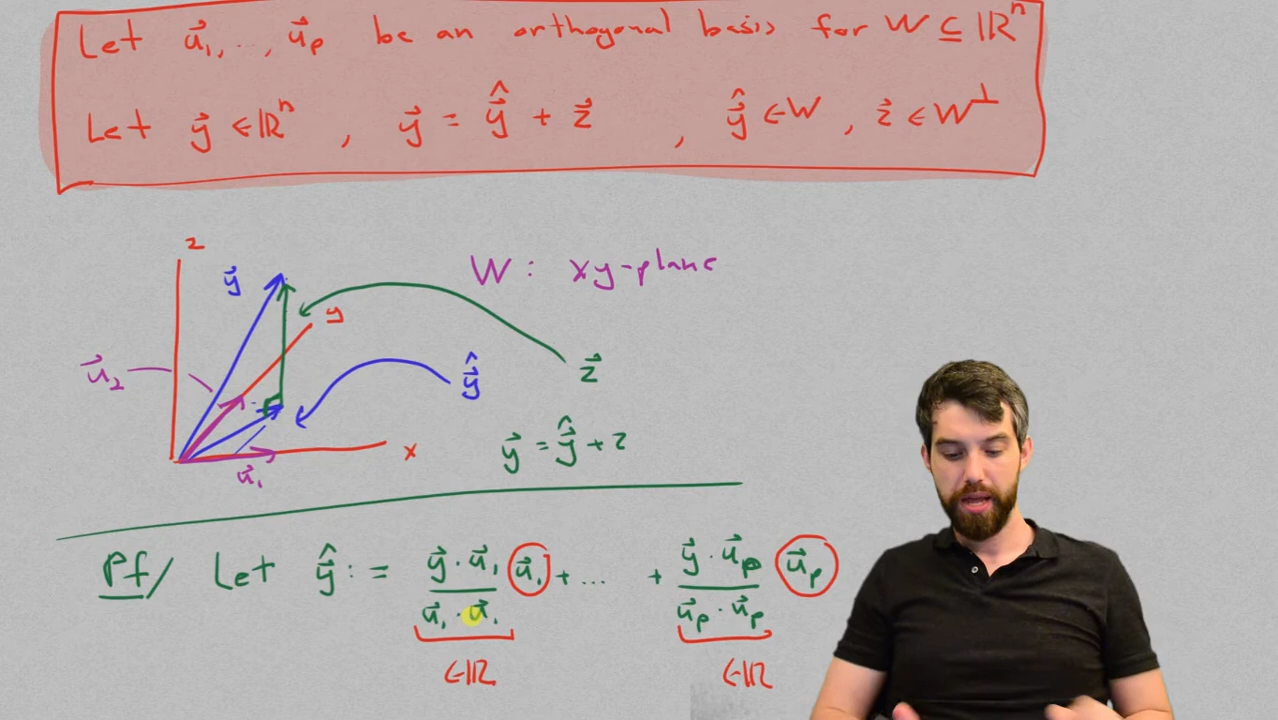 Let u⃗₁, ..., u⃗ₚ be an orthogonal basis for W ⊆ ℝⁿ
Let y⃗ ∈ ℝⁿ , y⃗ = ŷ⃗ + z⃗ , ŷ⃗ ∈ W , z⃗ ∈ W⊥
z
y⃗
W : xy-plane
y
u⃗₂
ŷ⃗
z⃗
x
y⃗ = ŷ⃗ + z
u⃗₁
Pf/ Let ŷ⃗ := (y⃗ · u⃗₁)/(u⃗₁ · u⃗₁) u⃗₁ + ... + (y⃗ · u⃗ₚ)/(u⃗ₚ · u⃗ₚ) u⃗ₚ
∈ℝ ∈ℝ